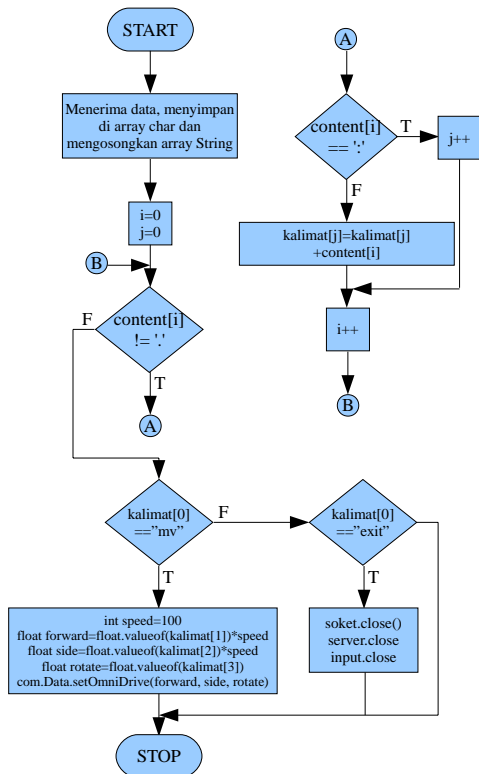 START
Menerima data, menyimpan
di array char dan
mengosongkan array String
i=0
j=0
B
content[i]
!= '.'
F
T
A
A
content[i]
== ':'
T
j++
F
kalimat[j]=kalimat[j]
+content[i]
i++
B
kalimat[0]
==”mv”
F
T
kalimat[0]
==”exit”
T
int speed=100
float forward=float.valueof(kalimat[1])*speed
float side=float.valueof(kalimat[2])*speed
float rotate=float.valueof(kalimat[3])
com.Data.setOmniDrive(forward, side, rotate)
soket.close()
server.close
input.close
STOP